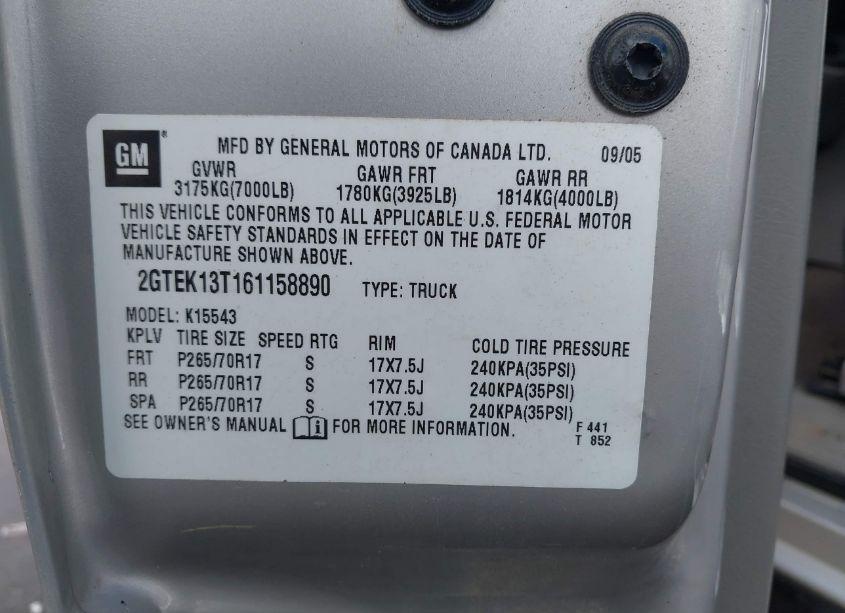 GM ® MFD BY GENERAL MOTORS OF CANADA LTD. 09/05
GVWR GAWR FRT GAWR RR
3175KG(7000LB) 1780KG(3925LB) 1814KG(4000LB)
THIS VEHICLE CONFORMS TO ALL APPLICABLE U.S. FEDERAL MOTOR
VEHICLE SAFETY STANDARDS IN EFFECT ON THE DATE OF
MANUFACTURE SHOWN ABOVE.
2GTEK13T161158890 TYPE: TRUCK
MODEL: K15543
KPLV TIRE SIZE SPEED RTG RIM COLD TIRE PRESSURE
FRT P265/70R17 S 17X7.5J 240KPA(35PSI)
RR P265/70R17 S 17X7.5J 240KPA(35PSI)
SPA P265/70R17 S 17X7.5J 240KPA(35PSI)
SEE OWNER'S MANUAL i FOR MORE INFORMATION. F 441
T 852